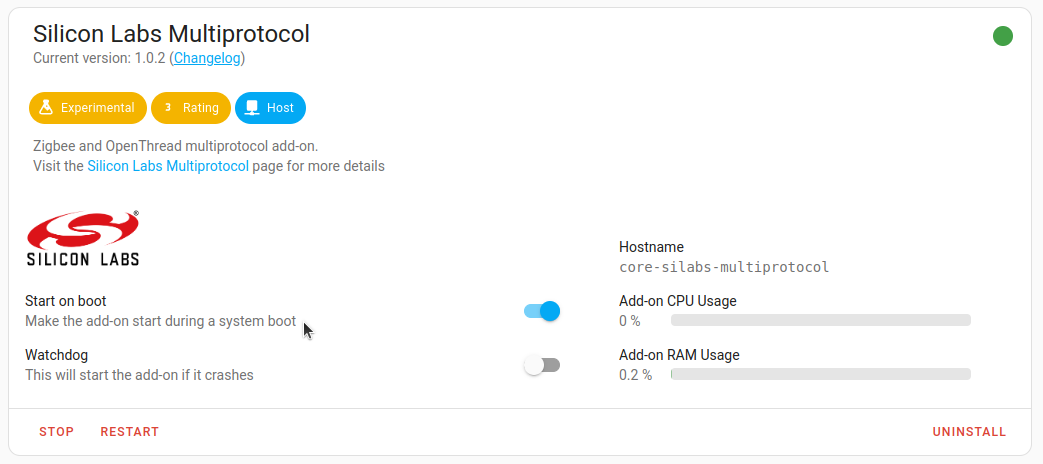 Silicon Labs Multiprotocol
Current version: 1.0.2 (Changelog)
Experimental
3 Rating
Host
Zigbee and OpenThread multiprotocol add-on.
Visit the Silicon Labs Multiprotocol page for more details
®
SILICON LABS
Hostname
core-silabs-multiprotocol
Start on boot
Make the add-on start during a system boot
Add-on CPU Usage
0 %
Watchdog
This will start the add-on if it crashes
Add-on RAM Usage
0.2 %
STOP
RESTART
UNINSTALL